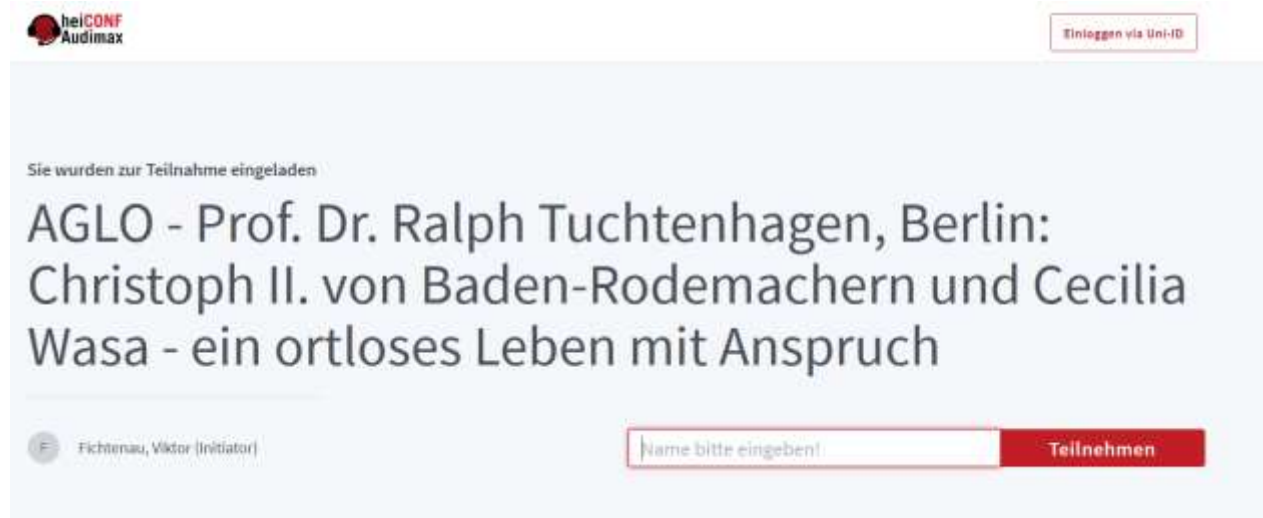 heiCONF
Audimax
Einloggen via Uni-ID
Sie wurden zur Teilnahme eingeladen
AGLO - Prof. Dr. Ralph Tuchtenhagen, Berlin:
Christoph II. von Baden-Rodemachern und Cecilia
Wasa - ein ortloses Leben mit Anspruch
F
Fichtenau, Viktor (Initiator)
Name bitte eingeben!
Teilnehmen